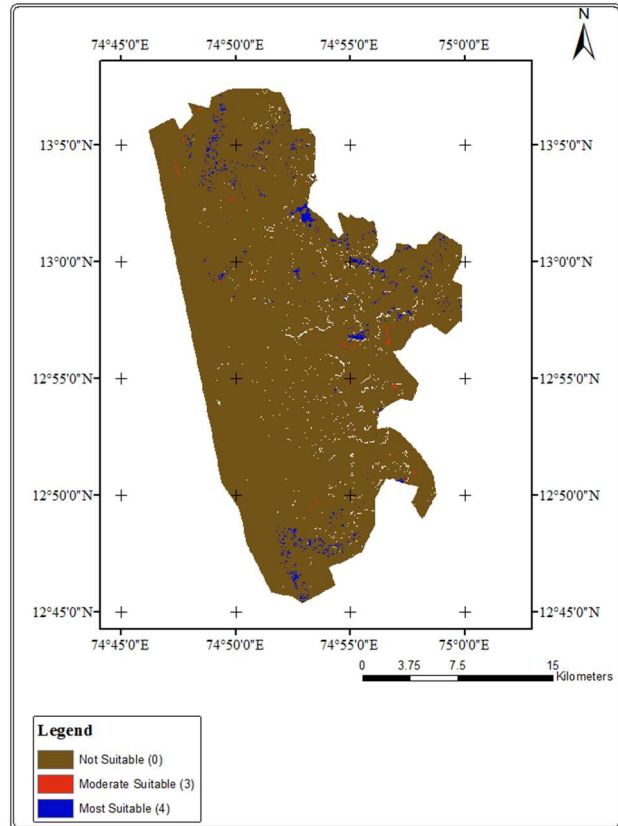 N
74°45'0"E 74°50'0"E 74°55'0"E 75°0'0"E
13°5'0"N 13°5'0"N
13°0'0"N 13°0'0"N
12°55'0"N 12°55'0"N
12°50'0"N 12°50'0"N
12°45'0"N 12°45'0"N
74°45'0"E 74°50'0"E 74°55'0"E 75°0'0"E
0 3.75 7.5 15
Kilometers
Legend
Not Suitable (0)
Moderate Suitable (3)
Most Suitable (4)